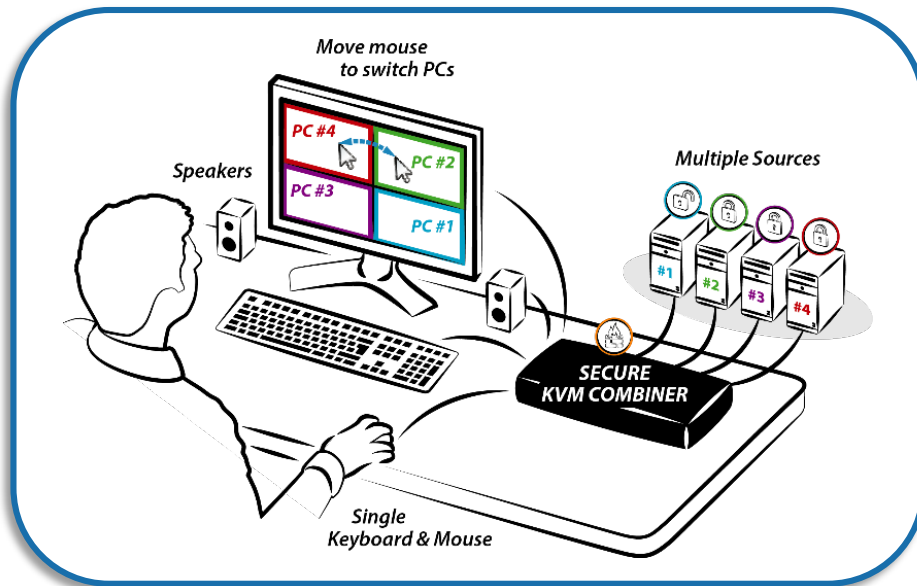 Move mouse
to switch PCs
PC #4
PC #2
PC #3
PC #1
Speakers
Multiple Sources
#1
#2
#3
#4
SECURE
KVM COMBINER
Single
Keyboard & Mouse